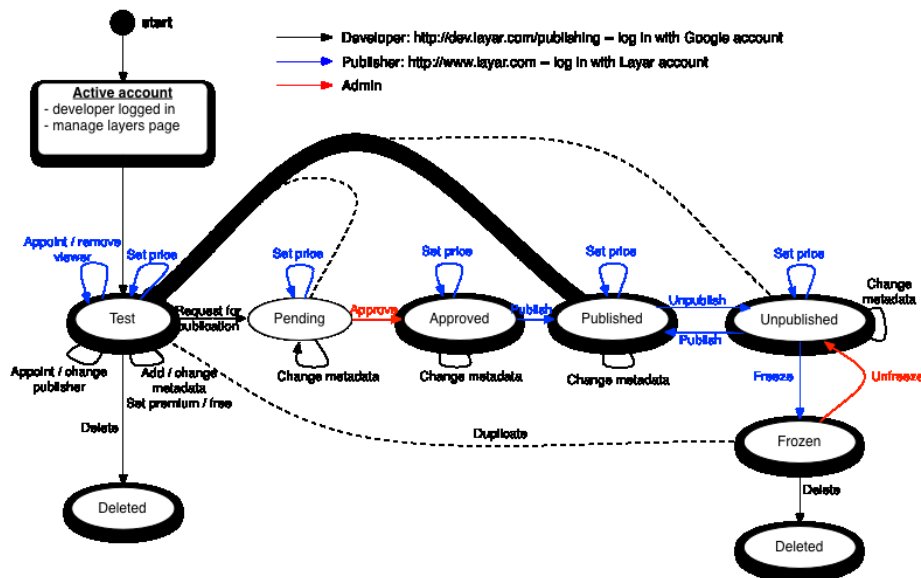 start
Developer: http://dev.layar.com/publishing – log in with Google account
Publisher: http://www.layar.com – log in with Layar account
Admin
Active account
- developer logged in
- manage layers page
Appoint / remove
viewer
Set price
Set price
Set price
Set price
Set price
Change
metadata
Test
Request for
publication
Pending
Approve
Approved
Publish
Published
Unpublish
Publish
Unpublished
Appoint / change
publisher
Add / change
metadata
Set premium / free
Change metadata
Change metadata
Change metadata
Freeze
Unfreeze
Delete
Duplicate
Frozen
Delete
Deleted
Deleted